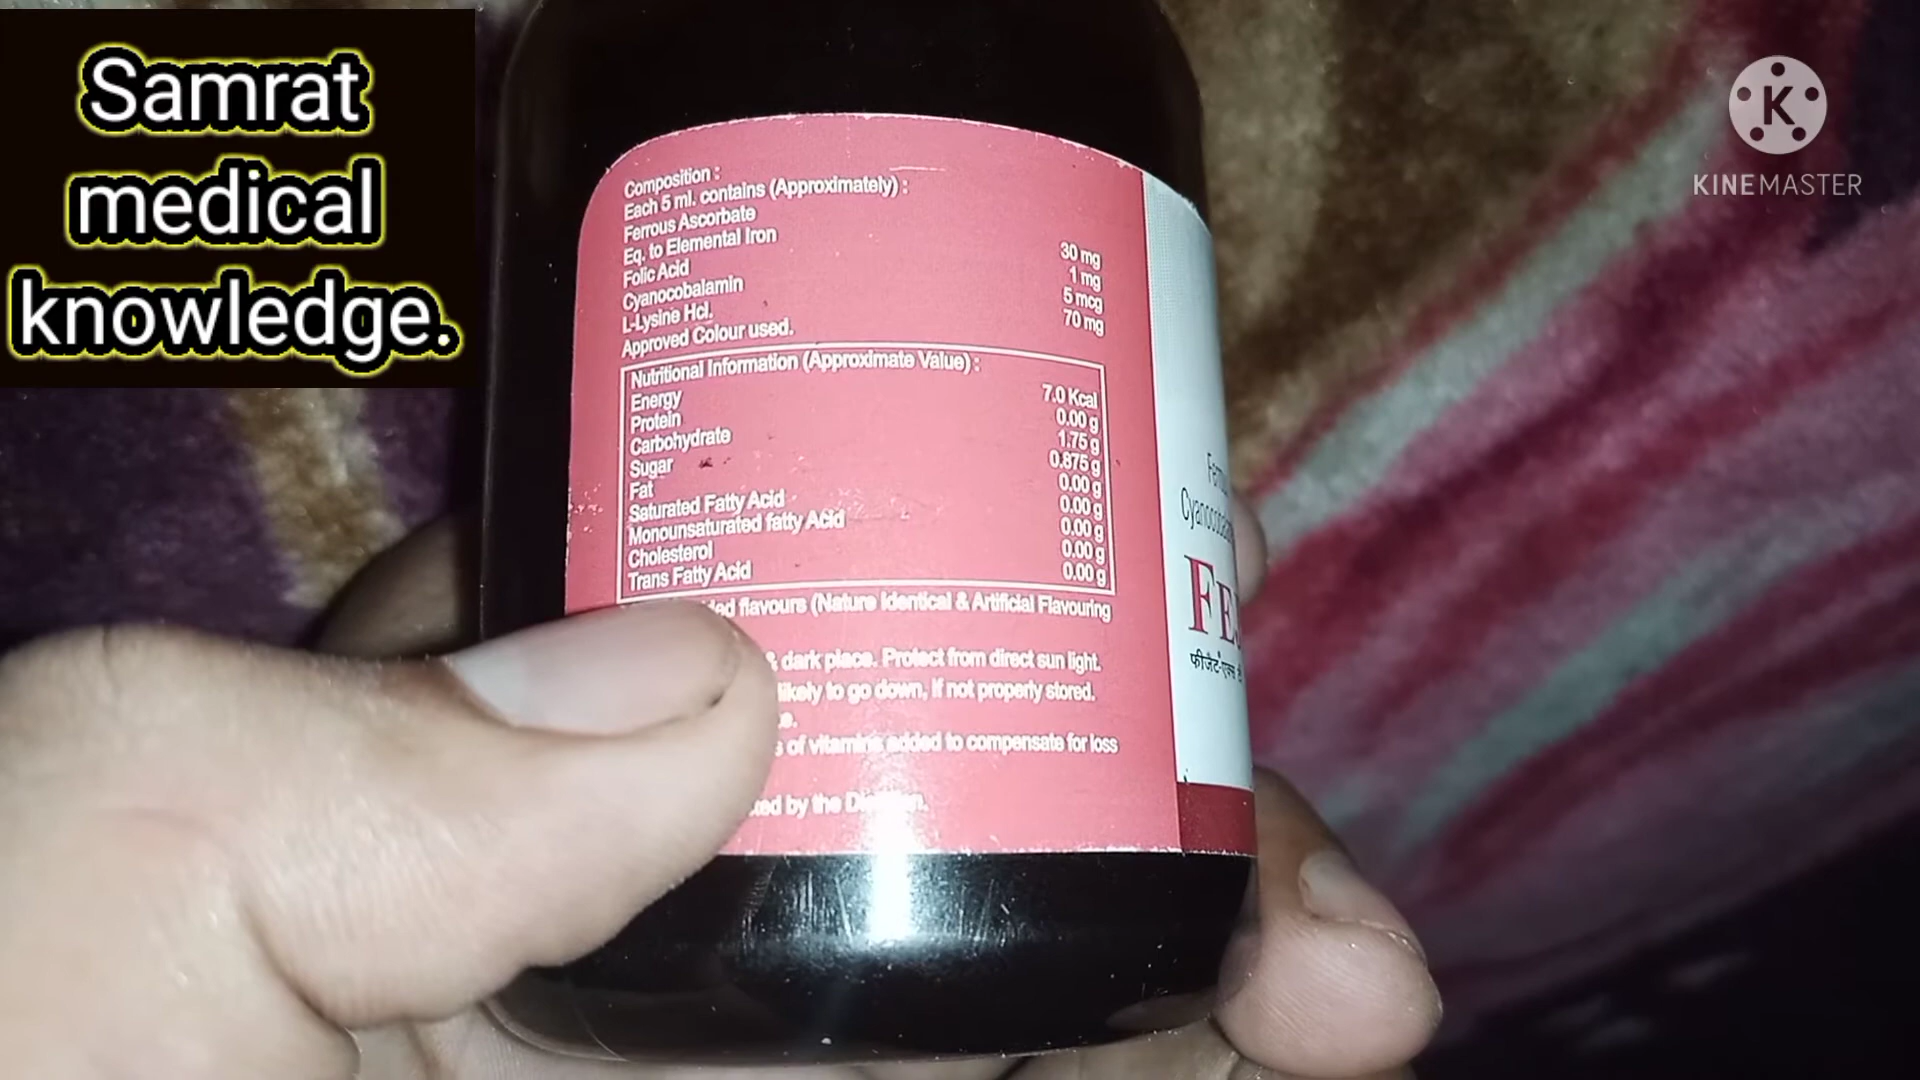 Samrat
medical
knowledge.
KINEMASTER
Composition :
Each 5 ml. contains (Approximately) :
Ferrous Ascorbate
Eq. to Elemental Iron 30 mg
Folic Acid 1 mg
Cyanocobalamin 5 mcg
L-Lysine Hcl. 70 mg
Approved Colour used.
Nutritional Information (Approximate Value) :
Energy 7.0 Kcal
Protein 0.00 g
Carbohydrate 1.75 g
Sugar 0.875 g
Fat 0.00 g
Saturated Fatty Acid 0.00 g
Monounsaturated fatty Acid 0.00 g
Cholesterol 0.00 g
Trans Fatty Acid 0.00 g
flavours (Nature Identical & Artificial Flavouring
& dark place. Protect from direct sun light.
likely to go down, If not properly stored.
of vitamins added to compensate for loss
by the